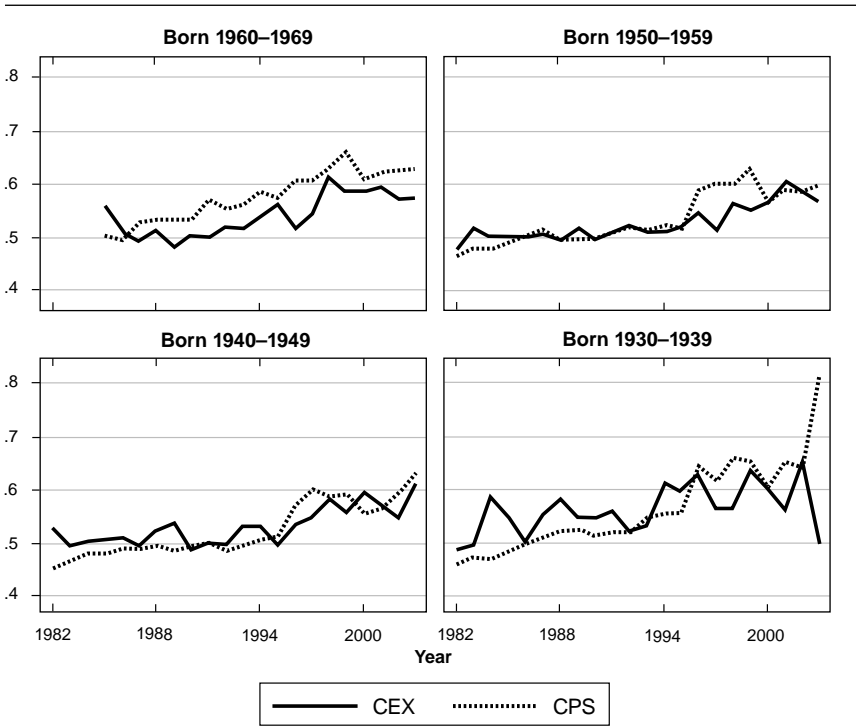 Born 1960–1969
Born 1950–1959
.8
.7
.6
.5
.4
Born 1940–1949
Born 1930–1939
.8
.7
.6
.5
.4
1982 1988 1994 2000
1982 1988 1994 2000
Year
CEX CPS